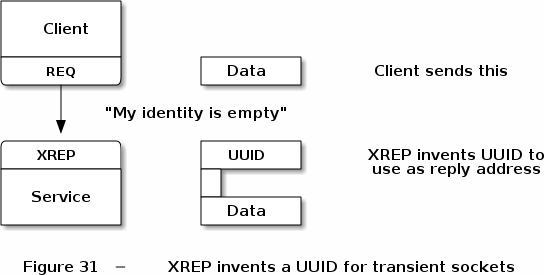 Client
REQ
Data
Client sends this
"My identity is empty"
XREP
UUID
XREP invents UUID to
use as reply address
Service
Data
Figure 31 – XREP invents a UUID for transient sockets